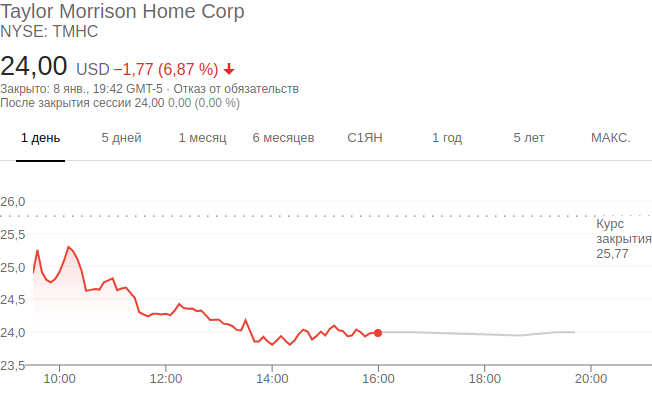 Taylor Morrison Home Corp
NYSE: TMHC
24,00 USD −1,77 (6,87 %)
Закрыто: 8 янв., 19:42 GMT-5 · Отказ от обязательств
После закрытия сессии 24,00 0,00 (0,00 %)
1 день 5 дней 1 месяц 6 месяцев С1ЯН 1 год 5 лет МАКС.
26,0
Курс
25,5
закрытия
25,77
25,0
24,5
24,0
23,5
10:00 12:00 14:00 16:00 18:00 20:00